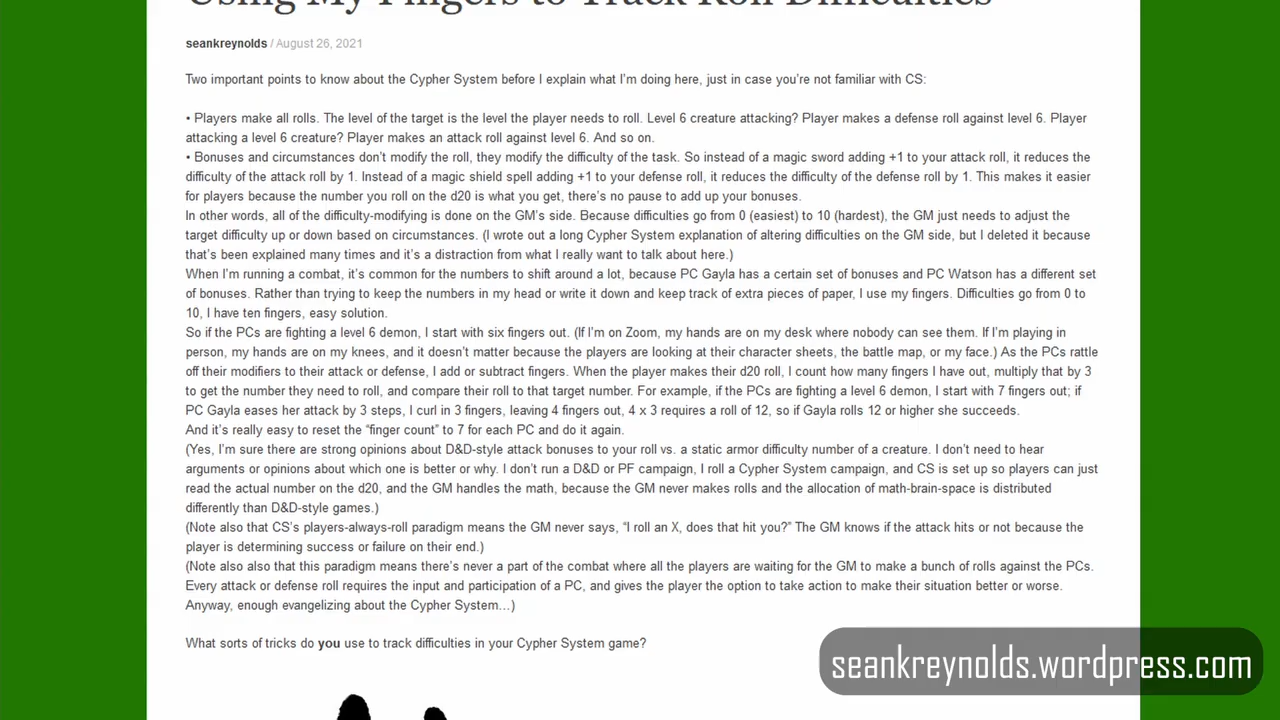 Using My Fingers to Track Roll Difficulties
seankreynolds / August 26, 2021
Two important points to know about the Cypher System before I explain what I'm doing here, just in case you're not familiar with CS:
• Players make all rolls. The level of the target is the level the player needs to roll. Level 6 creature attacking? Player makes a defense roll against level 6. Player
attacking a level 6 creature? Player makes an attack roll against level 6. And so on.
• Bonuses and circumstances don't modify the roll, they modify the difficulty of the task. So instead of a magic sword adding +1 to your attack roll, it reduces the
difficulty of the attack roll by 1. Instead of a magic shield spell adding +1 to your defense roll, it reduces the difficulty of the defense roll by 1. This makes it easier
for players because the number you roll on the d20 is what you get, there's no pause to add up your bonuses.
In other words, all of the difficulty-modifying is done on the GM's side. Because difficulties go from 0 (easiest) to 10 (hardest), the GM just needs to adjust the
target difficulty up or down based on circumstances. (I wrote out a long Cypher System explanation of altering difficulties on the GM side, but I deleted it because
that's been explained many times and it's a distraction from what I really want to talk about here.)
When I'm running a combat, it's common for the numbers to shift around a lot, because PC Gayla has a certain set of bonuses and PC Watson has a different set
of bonuses. Rather than trying to keep the numbers in my head or write it down and keep track of extra pieces of paper, I use my fingers. Difficulties go from 0 to
10, I have ten fingers, easy solution.
So if the PCs are fighting a level 6 demon, I start with six fingers out. (If I'm on Zoom, my hands are on my desk where nobody can see them. If I'm playing in
person, my hands are on my knees, and it doesn't matter because the players are looking at their character sheets, the battle map, or my face.) As the PCs rattle
off their modifiers to their attack or defense, I add or subtract fingers. When the player makes their d20 roll, I count how many fingers I have out, multiply that by 3
to get the number they need to roll, and compare their roll to that target number. For example, if the PCs are fighting a level 6 demon, I start with 7 fingers out; if
PC Gayla eases her attack by 3 steps, I curl in 3 fingers, leaving 4 fingers out, 4 x 3 requires a roll of 12, so if Gayla rolls 12 or higher she succeeds.
And it's really easy to reset the "finger count" to 7 for each PC and do it again.
(Yes, I'm sure there are strong opinions about D&D-style attack bonuses to your roll vs. a static armor difficulty number of a creature. I don't need to hear
arguments or opinions about which one is better or why. I don't run a D&D or PF campaign, I roll a Cypher System campaign, and CS is set up so players can just
read the actual number on the d20, and the GM handles the math, because the GM never makes rolls and the allocation of math-brain-space is distributed
differently than D&D-style games.)
(Note also that CS's players-always-roll paradigm means the GM never says, "I roll an X, does that hit you?" The GM knows if the attack hits or not because the
player is determining success or failure on their end.)
(Note also also that this paradigm means there's never a part of the combat where all the players are waiting for the GM to make a bunch of rolls against the PCs.
Every attack or defense roll requires the input and participation of a PC, and gives the player the option to take action to make their situation better or worse.
Anyway, enough evangelizing about the Cypher System…)
What sorts of tricks do you use to track difficulties in your Cypher System game?
seankreynolds.wordpress.com